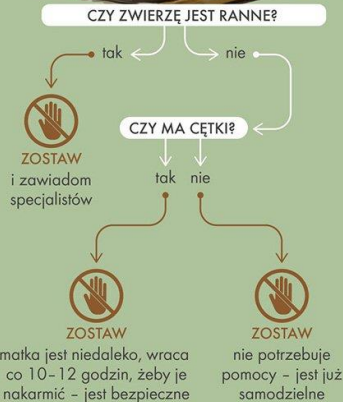 CZY ZWIERZĘ JEST RANNE?
tak
nie
ZOSTAW
i zawiadom
specjalistów
CZY MA CĘTKI?
tak
nie
ZOSTAW
matka jest niedaleko, wraca
co 10–12 godzin, żeby je
nakarmić – jest bezpieczne
ZOSTAW
nie potrzebuje
pomocy – jest już
samodzielne